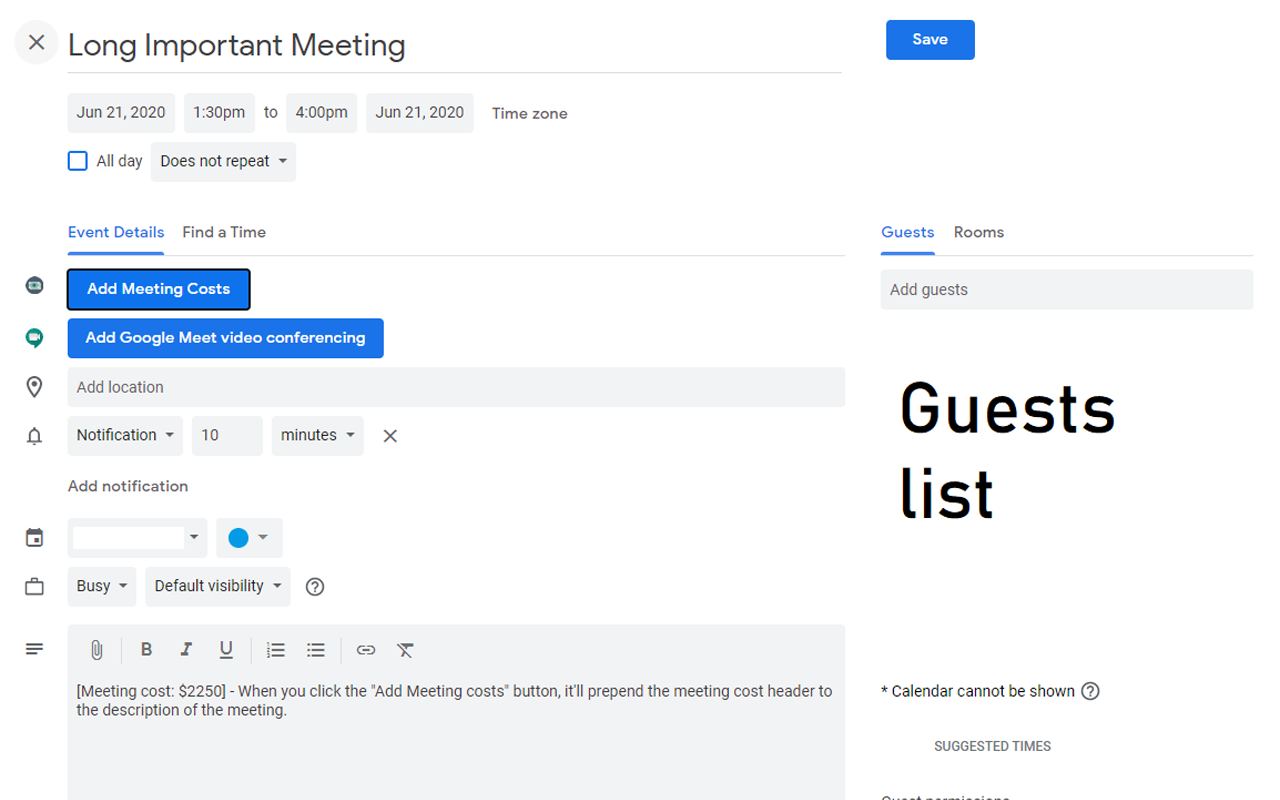 Long Important Meeting
Save
Jun 21, 2020 1:30pm to 4:00pm Jun 21, 2020 Time zone
All day Does not repeat
Event Details Find a Time
Guests Rooms
Add Meeting Costs
Add guests
Add Google Meet video conferencing
Add location
Guests
list
Notification 10 minutes
Add notification
Busy Default visibility
B I U
[Meeting cost: $2250] - When you click the "Add Meeting costs" button, it'll prepend the meeting cost header to
the description of the meeting.
* Calendar cannot be shown
SUGGESTED TIMES
Guest permissions